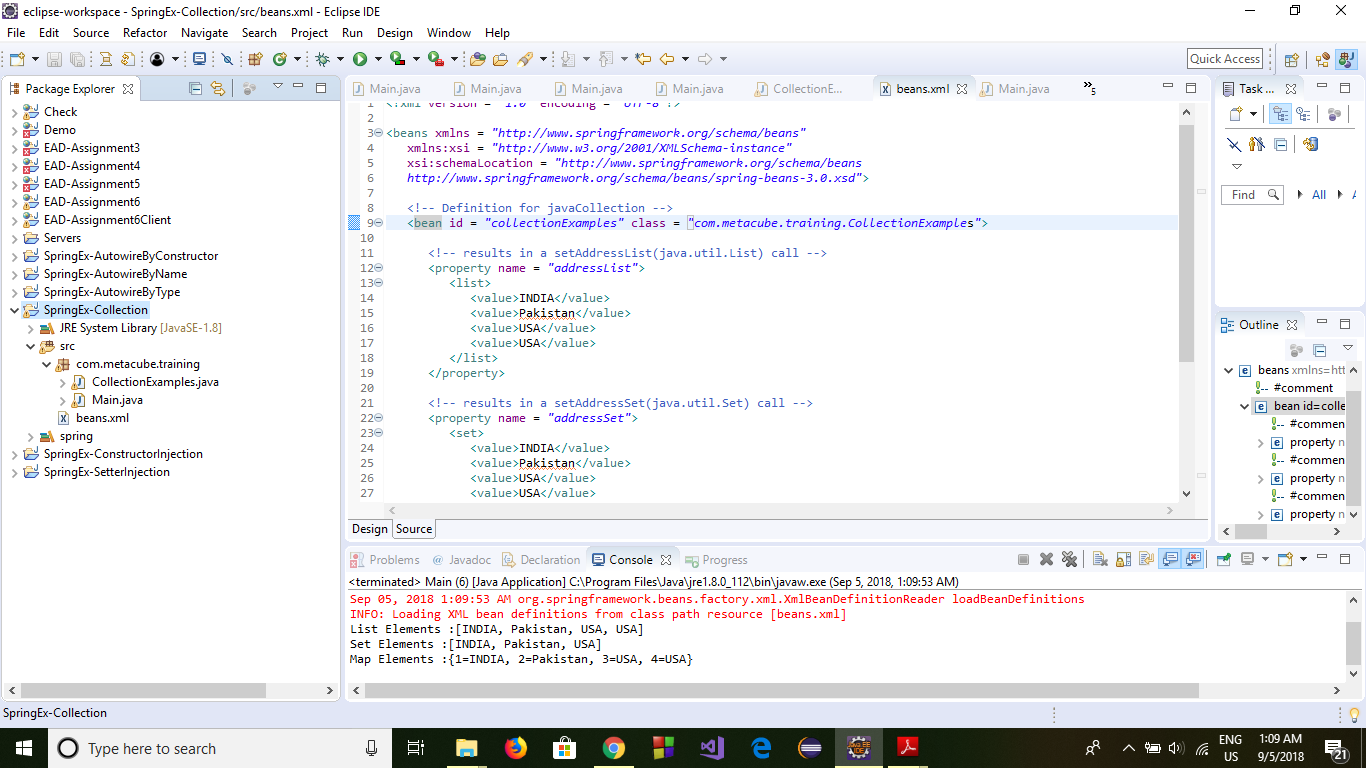 eclipse-workspace - SpringEx-Collection/src/beans.xml - Eclipse IDE
File Edit Source Refactor Navigate Search Project Run Design Window Help
Quick Access
Package Explorer
Check
Demo
EAD-Assignment3
EAD-Assignment4
EAD-Assignment5
EAD-Assignment6
EAD-Assignment6Client
Servers
SpringEx-AutowireByConstructor
SpringEx-AutowireByName
SpringEx-AutowireByType
SpringEx-Collection
JRE System Library [JavaSE-1.8]
src
com.metacube.training
CollectionExamples.java
Main.java
beans.xml
spring
SpringEx-ConstructorInjection
SpringEx-SetterInjection
Main.java Main.java Main.java Main.java CollectionE... beans.xml Main.java 5
1 <?xml version = "1.0" encoding = "UTF-8"?>
2
3 <beans xmlns = "http://www.springframework.org/schema/beans"
4 xmlns:xsi = "http://www.w3.org/2001/XMLSchema-instance"
5 xsi:schemaLocation = "http://www.springframework.org/schema/beans
6 http://www.springframework.org/schema/beans/spring-beans-3.0.xsd">
7
8 <!-- Definition for javaCollection -->
9 <bean id = "collectionExamples" class = "com.metacube.training.CollectionExamples">
10
11 <!-- results in a setAddressList(java.util.List) call -->
12 <property name = "addressList">
13 <list>
14 <value>INDIA</value>
15 <value>Pakistan</value>
16 <value>USA</value>
17 <value>USA</value>
18 </list>
19 </property>
20
21 <!-- results in a setAddressSet(java.util.Set) call -->
22 <property name = "addressSet">
23 <set>
24 <value>INDIA</value>
25 <value>Pakistan</value>
26 <value>USA</value>
27 <value>USA</value>
Design Source
Task ...
Find All A
Outline
beans xmlns=htt
#comment
bean id=colle
#commen
property n
#commen
property n
#commen
property n
Problems Javadoc Declaration Console Progress
<terminated> Main (6) [Java Application] C:\Program Files\Java\jre1.8.0_112\bin\javaw.exe (Sep 5, 2018, 1:09:53 AM)
Sep 05, 2018 1:09:53 AM org.springframework.beans.factory.xml.XmlBeanDefinitionReader loadBeanDefinitions
INFO: Loading XML bean definitions from class path resource [beans.xml]
List Elements :[INDIA, Pakistan, USA, USA]
Set Elements :[INDIA, Pakistan, USA]
Map Elements :{1=INDIA, 2=Pakistan, 3=USA, 4=USA}
SpringEx-Collection
Type here to search
ENG
US
1:09 AM
9/5/2018
21